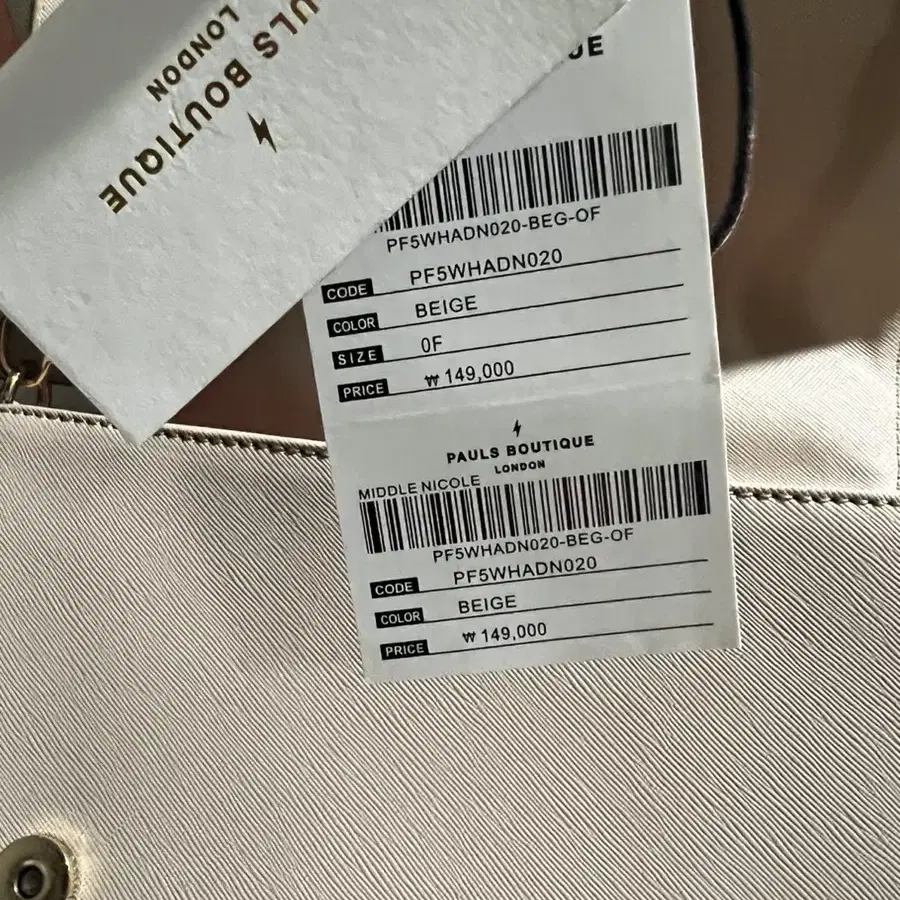 PAULS BOUTIQUE
LONDON
PF5WHADN020-BEG-OF
CODE PF5WHADN020
COLOR BEIGE
SIZE 0F
PRICE ₩ 149,000
PAULS BOUTIQUE
LONDON
MIDDLE NICOLE
PF5WHADN020-BEG-OF
CODE PF5WHADN020
COLOR BEIGE
PRICE ₩ 149,000